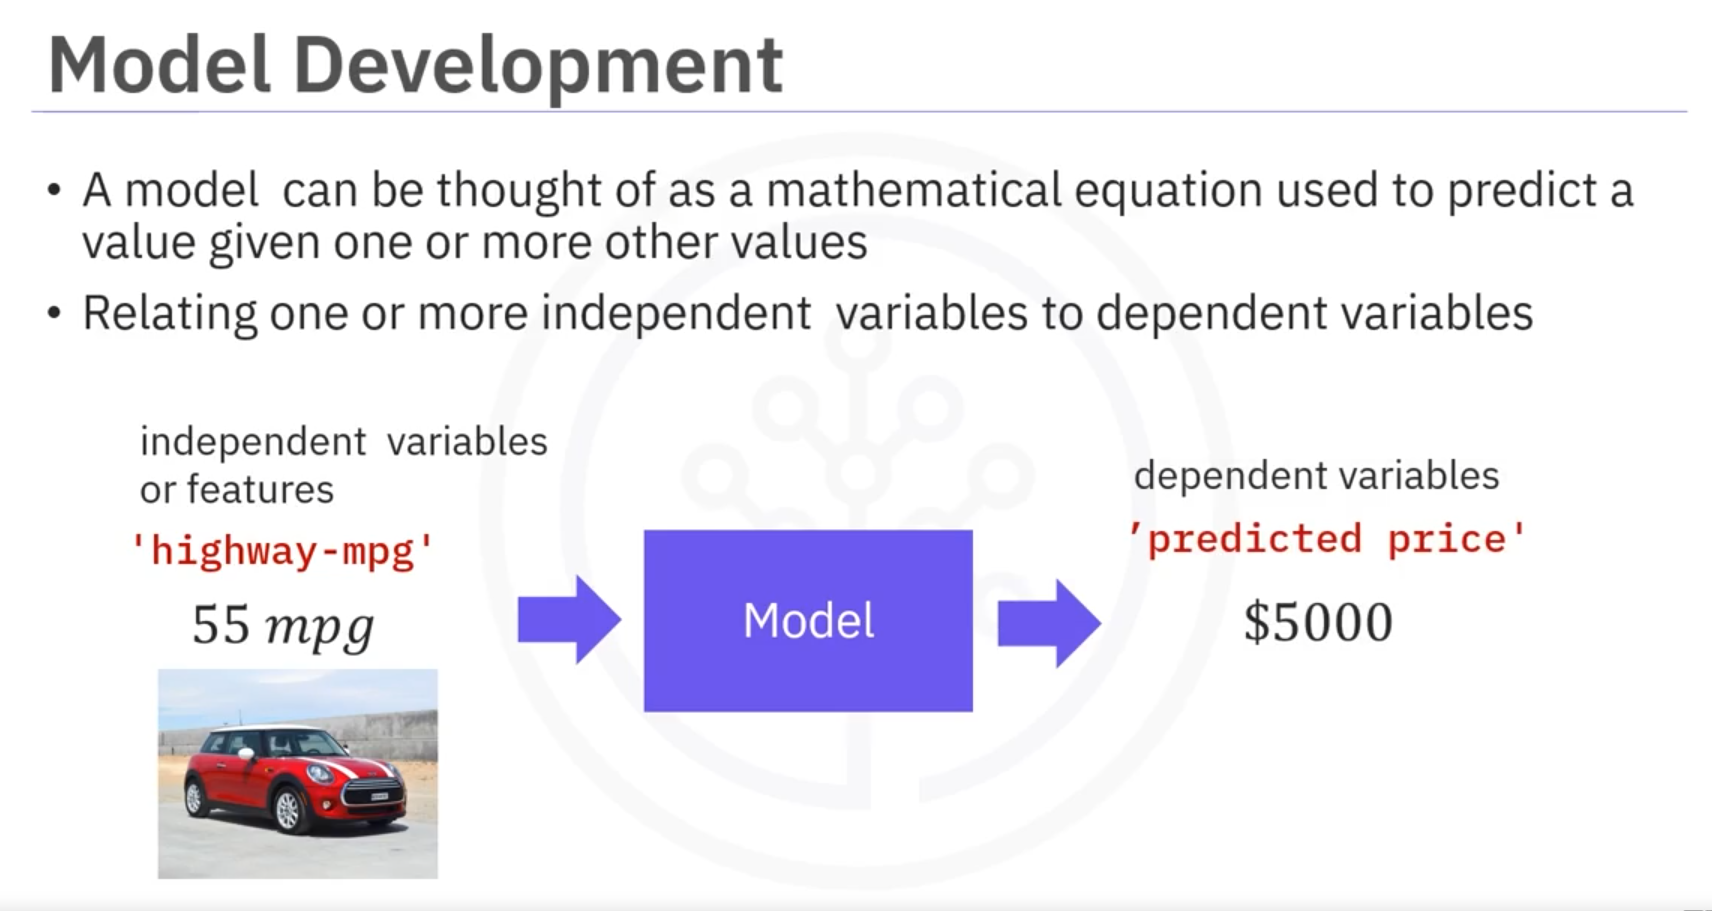 Model Development
• A model can be thought of as a mathematical equation used to predict a
value given one or more other values
• Relating one or more independent variables to dependent variables
independent variables
or features
'highway-mpg'
55 mpg
Model
dependent variables
’predicted price'
$5000